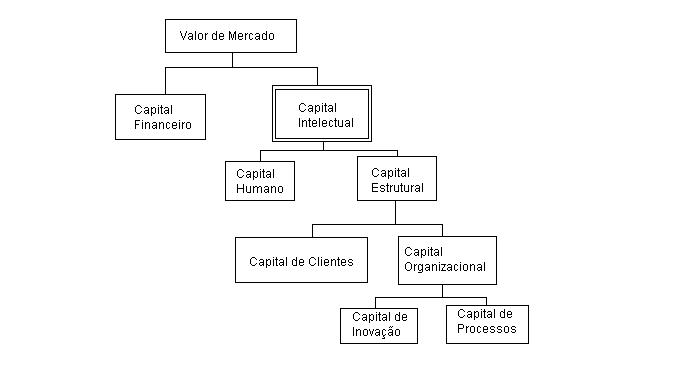 Valor de Mercado
Capital
Financeiro
Capital
Intelectual
Capital
Humano
Capital
Estrutural
Capital de Clientes
Capital
Organizacional
Capital de
Inovação
Capital de
Processos